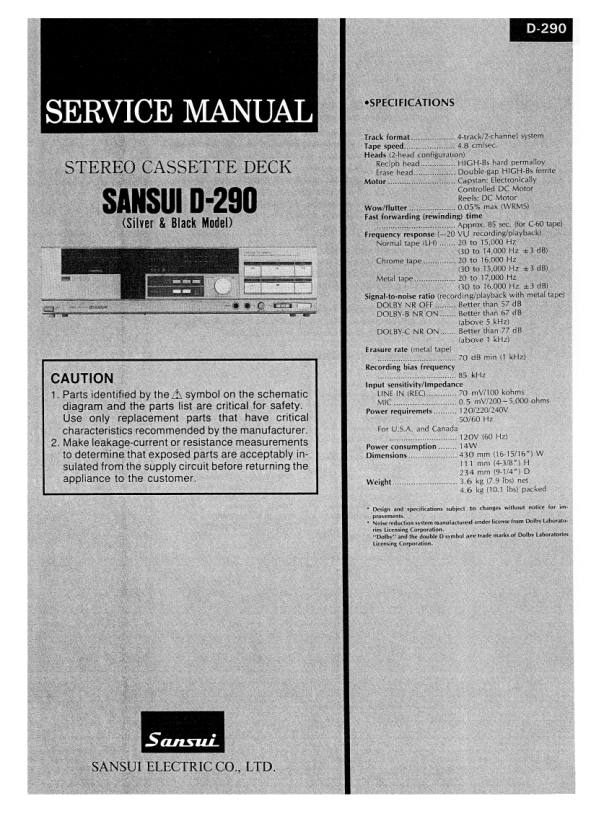 D-290
SERVICE MANUAL
STEREO CASSETTE DECK
SANSUI D-290
(Silver & Black Model)
CAUTION
1. Parts identified by the ⚠ symbol on the schematic
diagram and the parts list are critical for safety.
Use only replacement parts that have critical
characteristics recommended by the manufacturer.
2. Make leakage-current or resistance measurements
to determine that exposed parts are acceptably in-
sulated from the supply circuit before returning the
appliance to the customer.
Sansui
SANSUI ELECTRIC CO., LTD.
•SPECIFICATIONS
Track format 4-track/2-channel system
Tape speed 4.8 cm/sec.
Heads (2-head configuration)
Rec/pb head HIGH-Bs hard permalloy
Erase head Double-gap HIGH-Bs ferrite
Motor Capstan: Electronically
Controlled DC Motor
Reels: DC Motor
Wow/flutter 0.05% max (WRMS)
Fast forwarding (rewinding) time
Approx. 85 sec. (for C-60 tape)
Frequency response (−20 VU recording/playback)
Normal tape (LH) 20 to 15,000 Hz
(30 to 14,000 Hz ±3 dB)
Chrome tape 20 to 16,000 Hz
(30 to 15,000 Hz ±3 dB)
Metal tape 20 to 17,000 Hz
(30 to 16,000 Hz ±3 dB)
Signal-to-noise ratio (recording/playback with metal tape)
DOLBY NR OFF Better than 57 dB
DOLBY-B NR ON Better than 67 dB
(above 5 kHz)
DOLBY-C NR ON Better than 77 dB
(above 1 kHz)
Erasure rate (metal tape)
70 dB min (1 kHz)
Recording bias frequency
85 kHz
Input sensitivity/Impedance
LINE IN (REC) 70 mV/100 kohms
MIC 0.5 mV/200−5,000 ohms
Power requiremets 120/220/240V
50/60 Hz
For U.S.A. and Canada
120V (60 Hz)
Power consumption 14W
Dimensions 430 mm (16-15/16") W
111 mm (4-3/8") H
234 mm (9-1/4") D
Weight 3.6 kg (7.9 lbs) net
4.6 kg (10.1 lbs) packed
* Design and specifications subject to changes without notice for im-
provements.
* Noise reduction system manufactured under license from Dolby Laborato-
ries Licensing Corporation.
"Dolby" and the double D symbol are trade marks of Dolby Laboratories
Licensing Corporation.